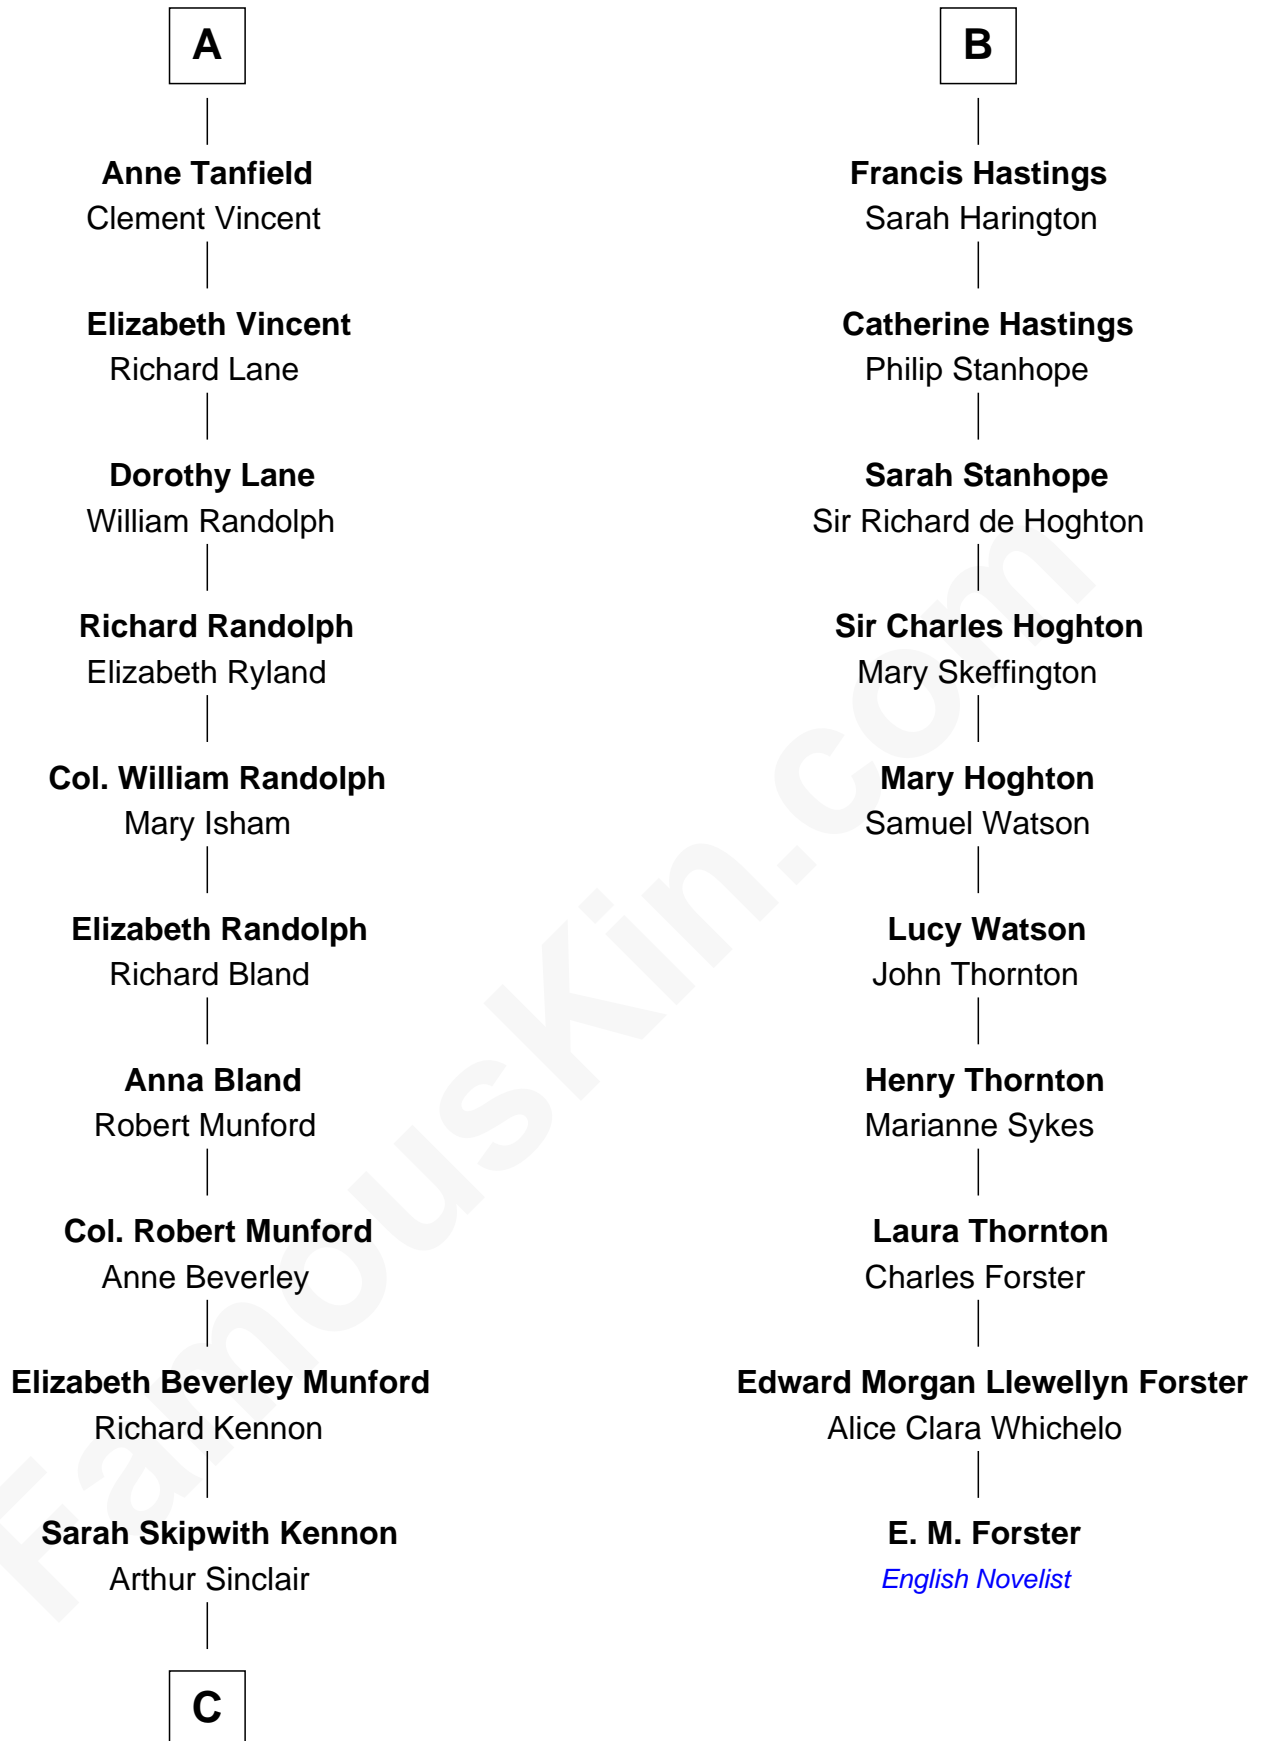 A
Anne Tanfield
Clement Vincent
Elizabeth Vincent
Richard Lane
Dorothy Lane
William Randolph
Richard Randolph
Elizabeth Ryland
Col. William Randolph
Mary Isham
Elizabeth Randolph
Richard Bland
Anna Bland
Robert Munford
Col. Robert Munford
Anne Beverley
Elizabeth Beverley Munford
Richard Kennon
Sarah Skipwith Kennon
Arthur Sinclair
C
B
Francis Hastings
Sarah Harington
Catherine Hastings
Philip Stanhope
Sarah Stanhope
Sir Richard de Hoghton
Sir Charles Hoghton
Mary Skeffington
Mary Hoghton
Samuel Watson
Lucy Watson
John Thornton
Henry Thornton
Marianne Sykes
Laura Thornton
Charles Forster
Edward Morgan Llewellyn Forster
Alice Clara Whichelo
E. M. Forster
English Novelist
FamousKin.com